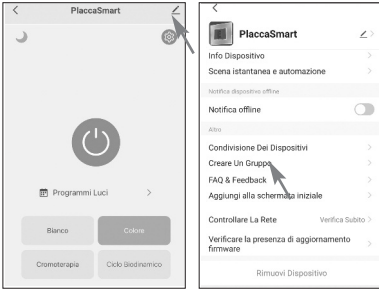 PlaccaSmart
Programmi Luci
Bianco
Colore
Cromoterapia
Ciclo Biodinamico
PlaccaSmart
Info Dispositivo
Scena istantanea e automazione
Notifica dispositivo offline
Notifica offline
Altro
Condivisione Dei Dispositivi
Creare Un Gruppo
FAQ & Feedback
Aggiungi alla schermata iniziale
Controllare La Rete
Verifica Subito
Verificare la presenza di aggiornamento
firmware
Rimuovi Dispositivo